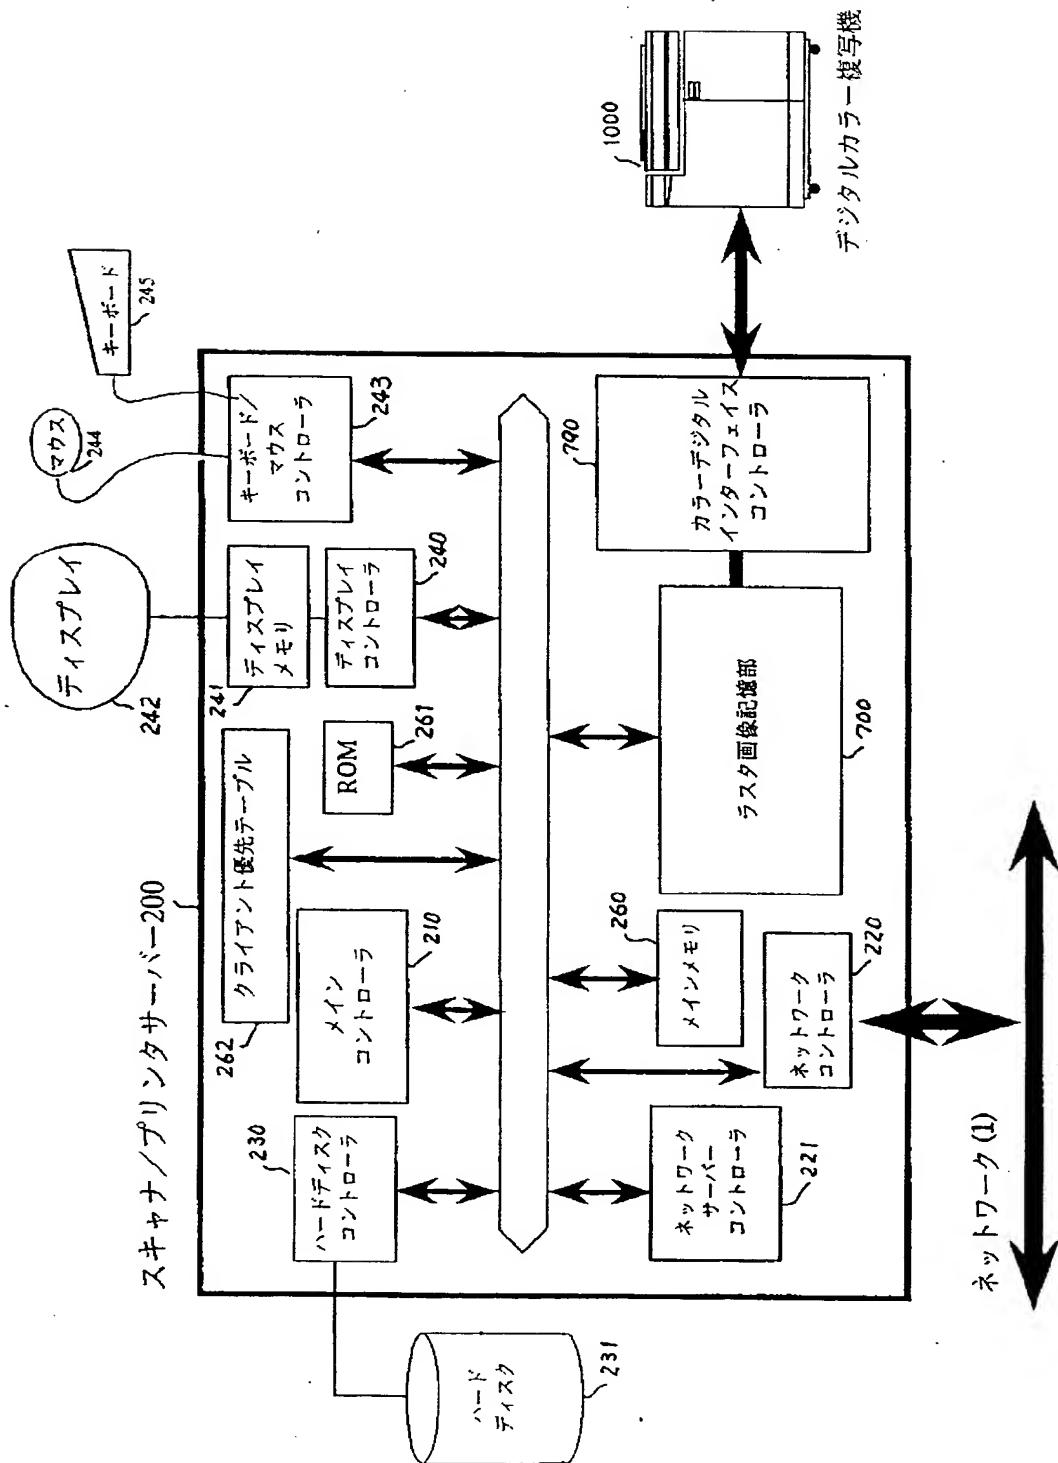 スキャナ/プリンタサーバー200
ハード
ディスク
231
230
ハードディスク
コントローラ
262
クライアント優先テーブル
メイン
コントローラ
210
ROM
261
ディスプレイ
242
241
ディスプレイ
メモリ
ディスプレイ
コントローラ
240
マウス
244
キーボード
245
キーボード/
マウス
コントローラ
243
ネットワーク
サーバー
コントローラ
221
メインメモリ
260
ネットワーク
コントローラ
220
ラスタ画像記憶部
700
カラーデジタル
インターフェイス
コントローラ
790
1000
デジタルカラー複写機
ネットワーク(1)